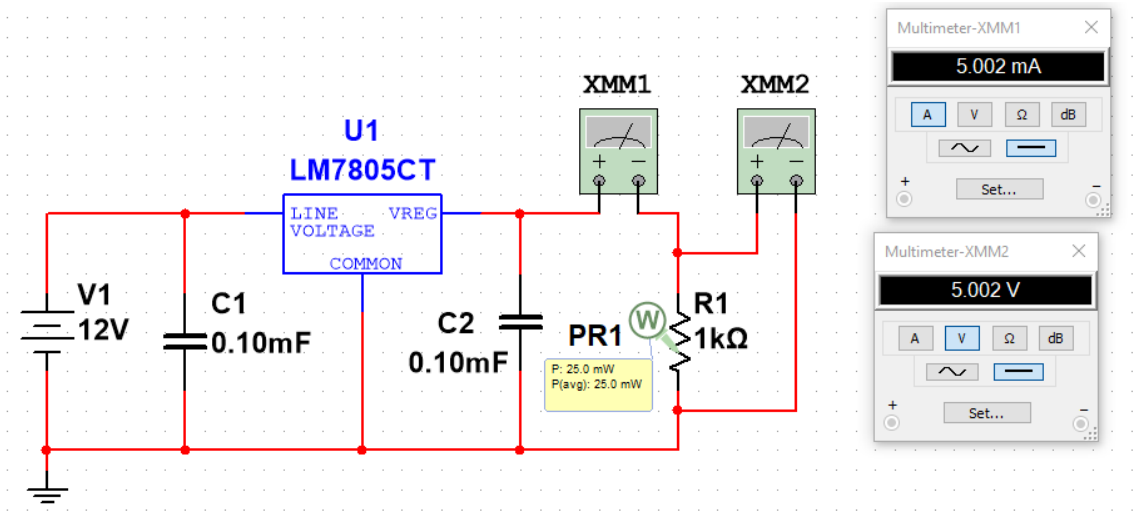 XMM1
XMM2
U1
LM7805CT
LINE VREG
VOLTAGE
COMMON
+ −
+ −
V1
12V
C1
0.10mF
C2
0.10mF
PR1
W
P: 25.0 mW
P(avg): 25.0 mW
R1
1kΩ
Multimeter-XMM1
5.002 mA
A V Ω dB
+ Set... −
Multimeter-XMM2
5.002 V
A V Ω dB
+ Set... −